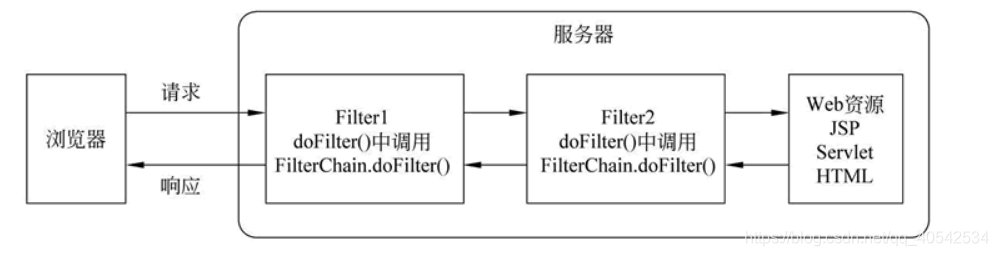 服务器
浏览器
请求
响应
Filter1
doFilter()中调用
FilterChain.doFilter()
Filter2
doFilter()中调用
FilterChain.doFilter()
Web资源
JSP
Servlet
HTML
https://blog.csdn.net/qq_40542534